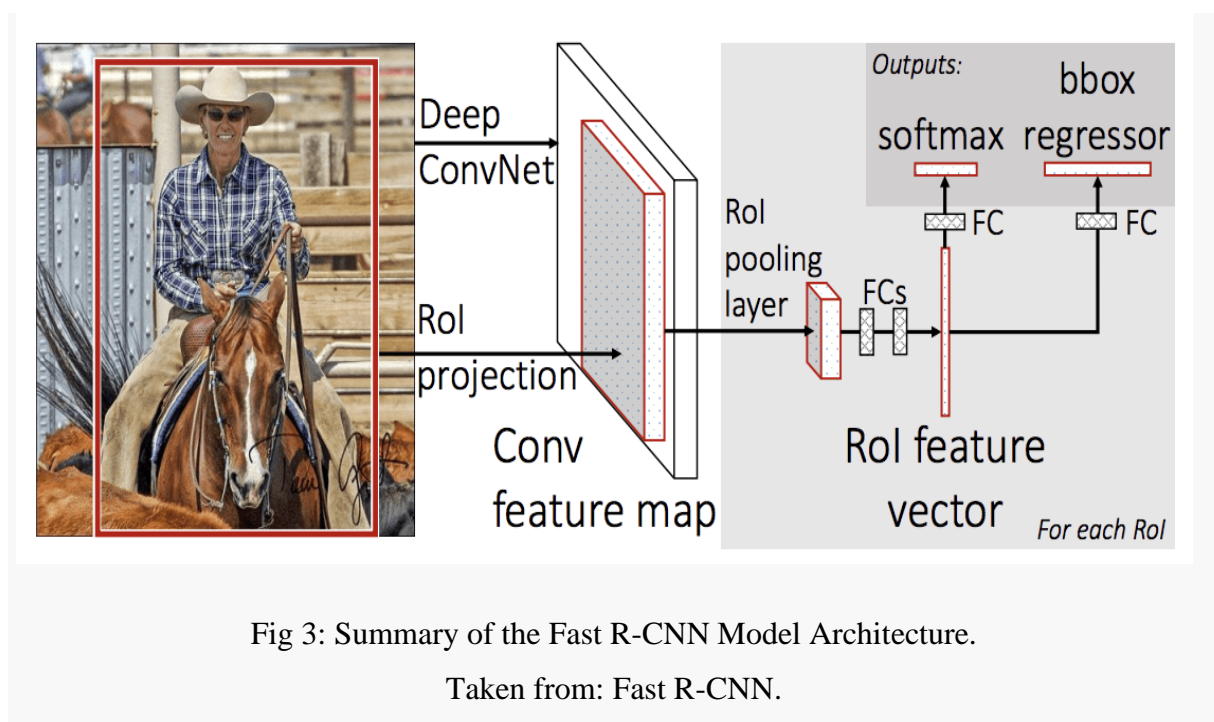 Deep
ConvNet
RoI
projection
Conv
feature map
RoI
pooling
layer
FCs
Outputs:
softmax
bbox
regressor
FC
FC
RoI feature
vector
For each RoI
Fig 3: Summary of the Fast R-CNN Model Architecture.
Taken from: Fast R-CNN.